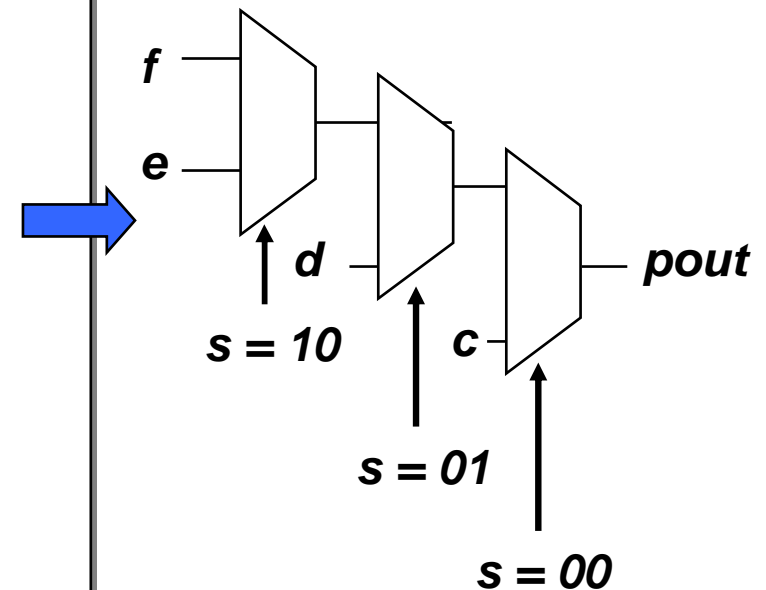 f
e
d
pout
s = 10
c
s = 01
s = 00